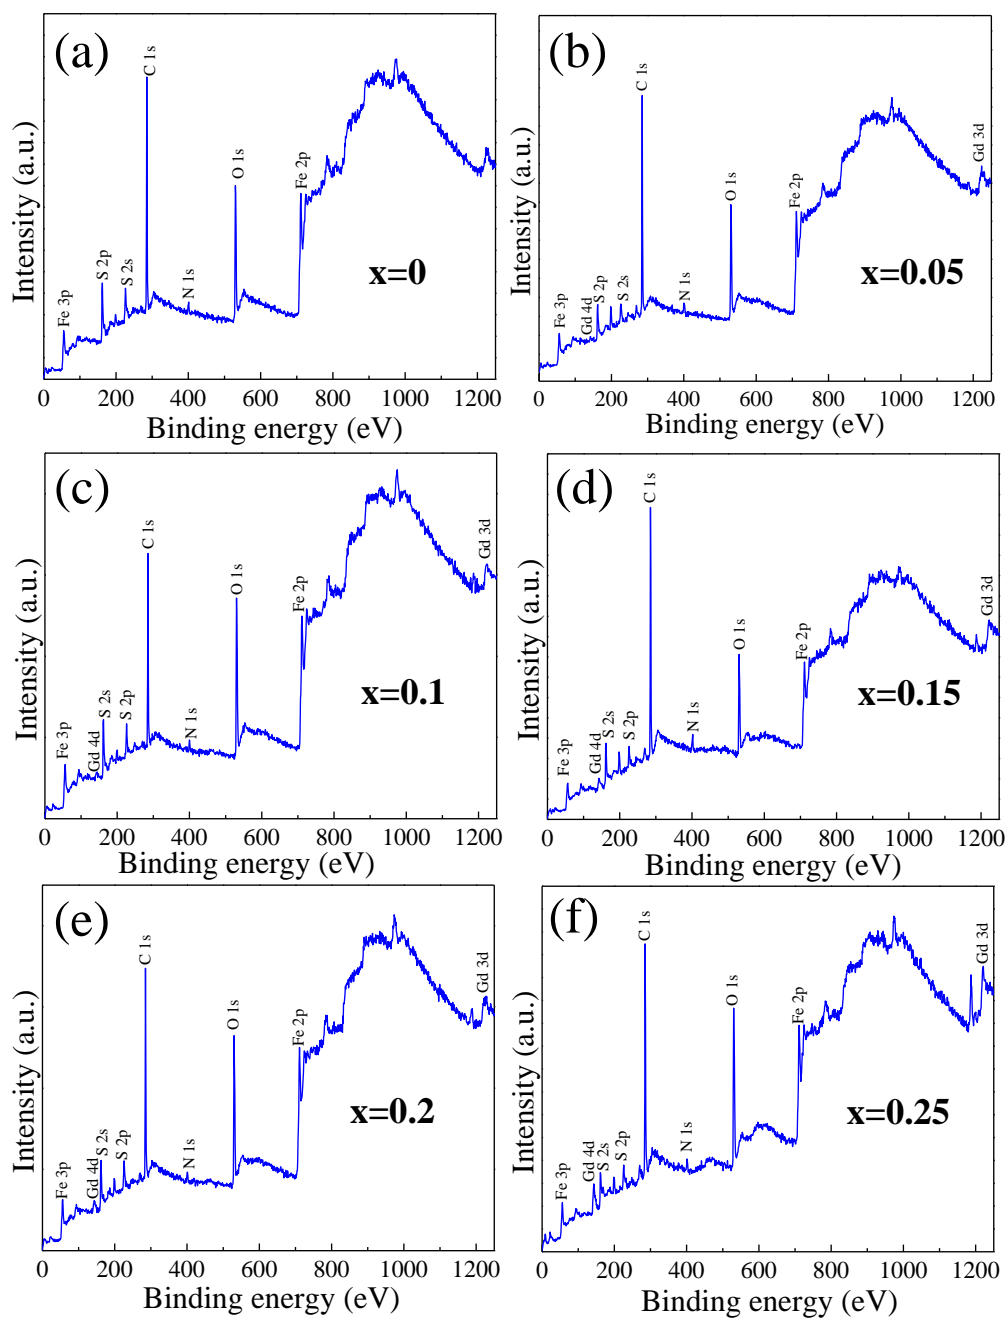 (a)
C 1s
O 1s
Fe 2p
S 2p
S 2s
N 1s
Fe 3p
x=0
Intensity (a.u.)
0 200 400 600 800 1000 1200
Binding energy (eV)
(b)
C 1s
Gd 3d
O 1s
Fe 2p
S 2p
S 2s
N 1s
Fe 3p
Gd 4d
x=0.05
Intensity (a.u.)
0 200 400 600 800 1000 1200
Binding energy (eV)
(c)
C 1s
Gd 3d
O 1s
Fe 2p
S 2s
S 2p
N 1s
Fe 3p
Gd 4d
x=0.1
Intensity (a.u.)
0 200 400 600 800 1000 1200
Binding energy (eV)
(d)
C 1s
Gd 3d
O 1s
Fe 2p
S 2s
S 2p
N 1s
Fe 3p
Gd 4d
x=0.15
Intensity (a.u.)
0 200 400 600 800 1000 1200
Binding energy (eV)
(e)
C 1s
Gd 3d
O 1s
Fe 2p
S 2s
S 2p
N 1s
Fe 3p
Gd 4d
x=0.2
Intensity (a.u.)
0 200 400 600 800 1000 1200
Binding energy (eV)
(f)
C 1s
Gd 3d
O 1s
Fe 2p
Gd 4d
S 2s
S 2p
N 1s
Fe 3p
x=0.25
Intensity (a.u.)
0 200 400 600 800 1000 1200
Binding energy (eV)